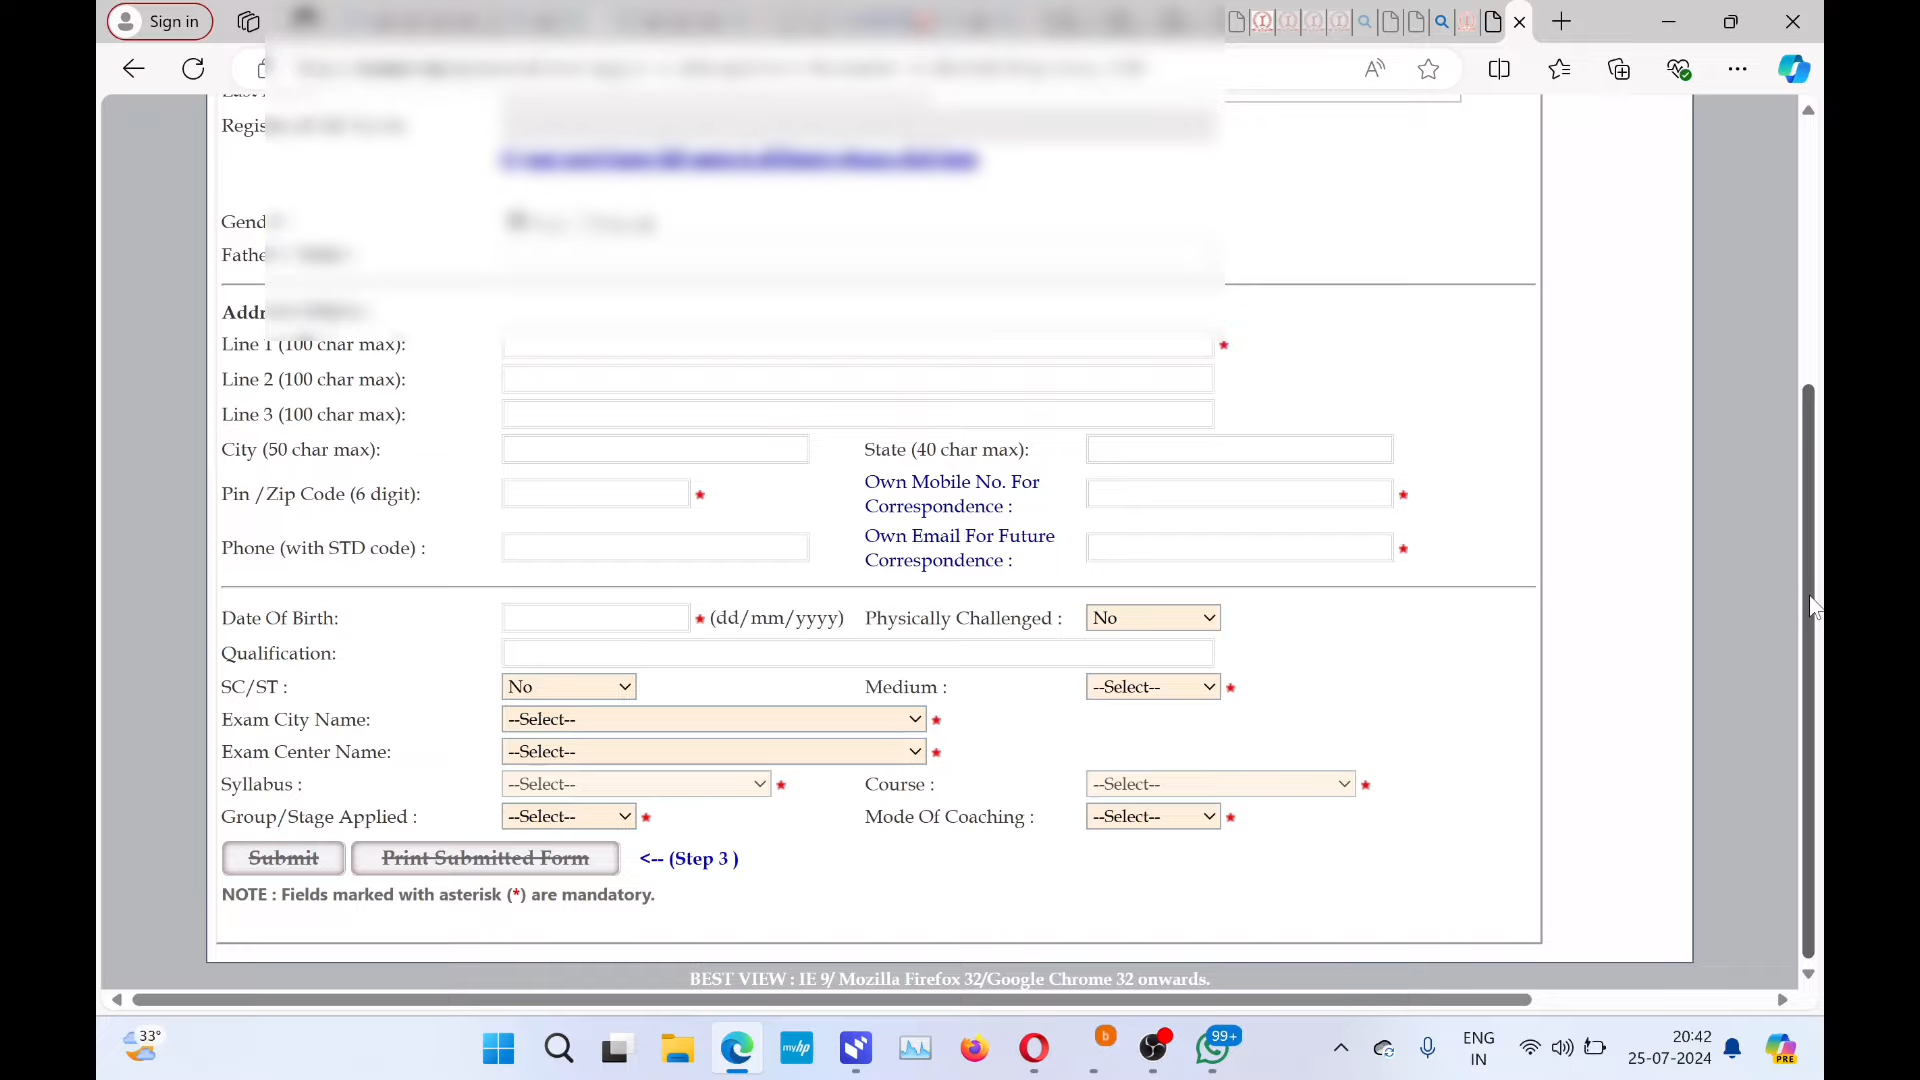 Sign in
Regis
Gend
Fathe
Addr
Line 1 (100 char max):
Line 2 (100 char max):
Line 3 (100 char max):
City (50 char max): State (40 char max):
Pin /Zip Code (6 digit): Own Mobile No. For Correspondence :
Phone (with STD code) : Own Email For Future Correspondence :
Date Of Birth: * (dd/mm/yyyy) Physically Challenged : No
Qualification:
SC/ST : No Medium : --Select--
Exam City Name: --Select--
Exam Center Name: --Select--
Syllabus : --Select-- Course : --Select--
Group/Stage Applied : --Select-- Mode Of Coaching : --Select--
Submit Print Submitted Form <-- (Step 3 )
NOTE : Fields marked with asterisk (*) are mandatory.
BEST VIEW : IE 9/ Mozilla Firefox 32/Google Chrome 32 onwards.
33° myhp b 99+ ENG IN 20:42 25-07-2024 PRE